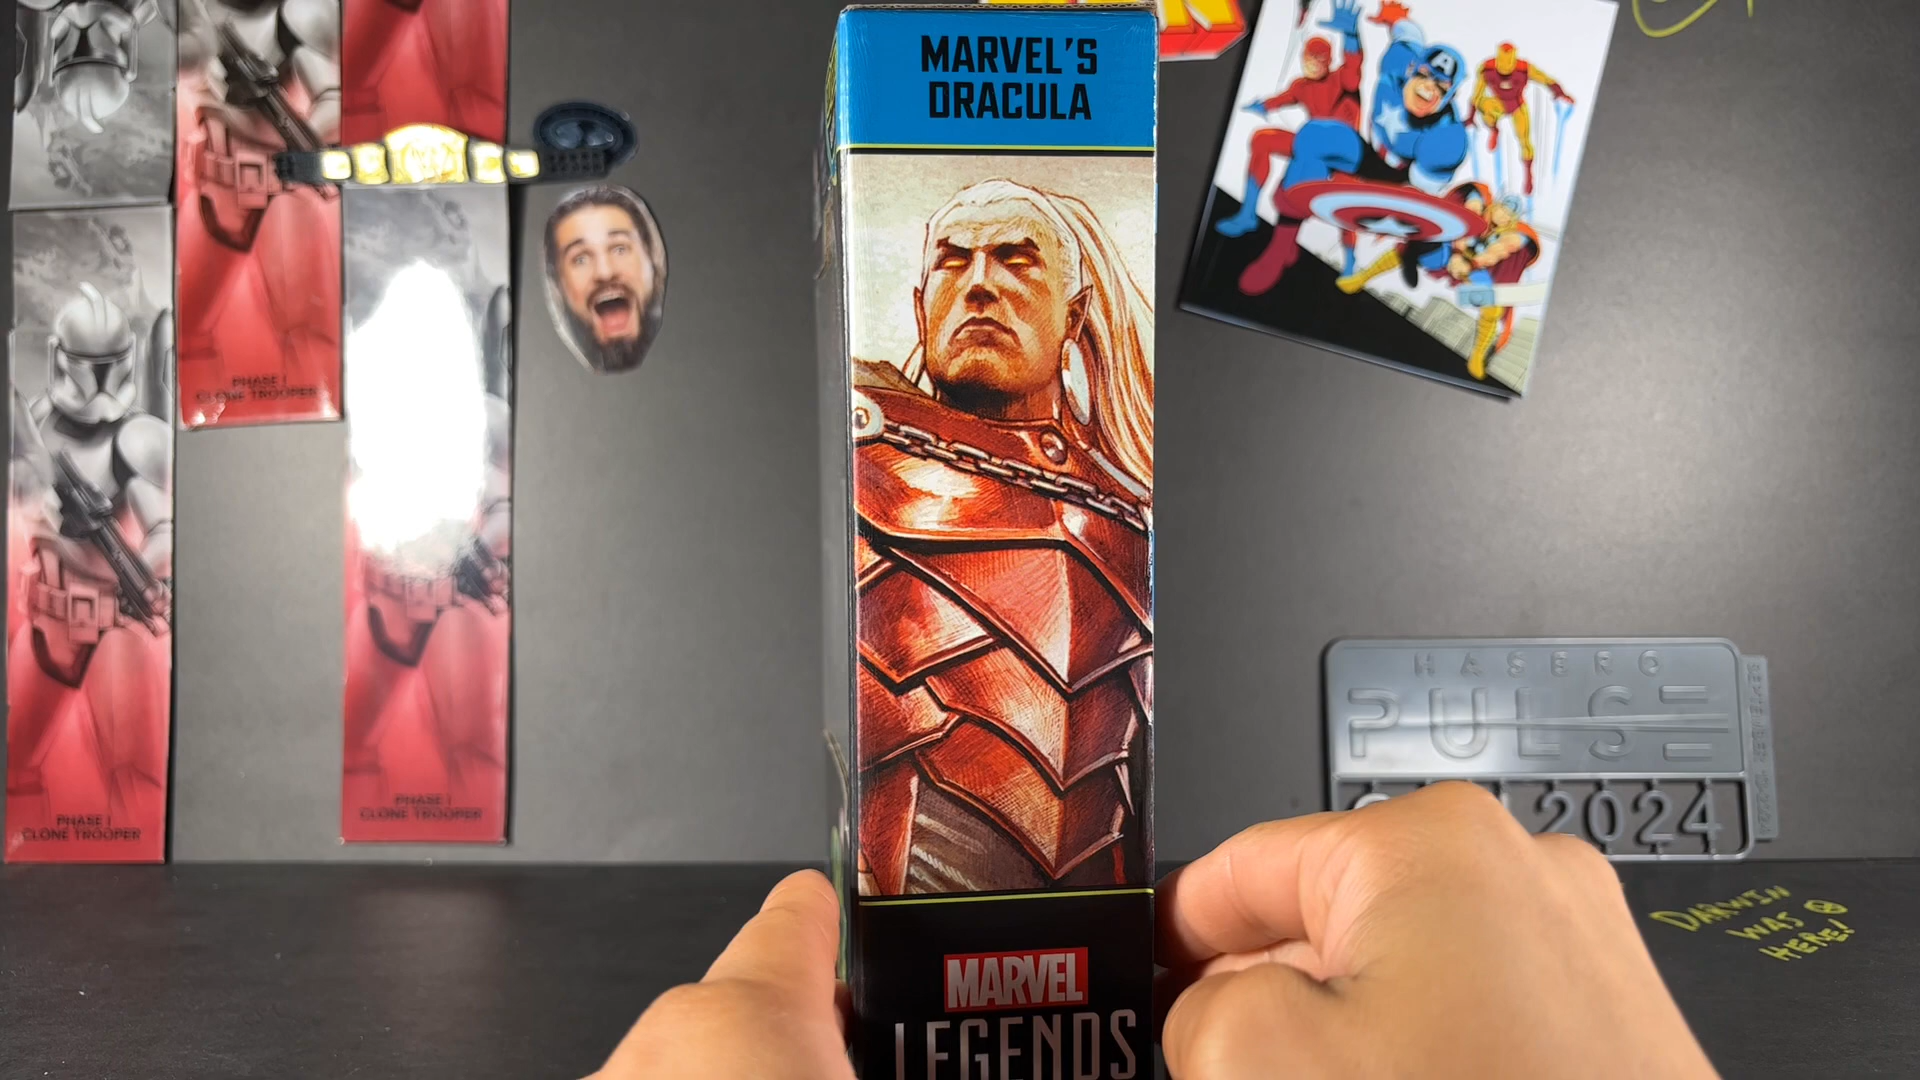 MARVEL'S
DRACULA
MARVEL
LEGENDS
PHASE I
CLONE TROOPER
PHASE I
CLONE TROOPER
PHASE I
CLONE TROOPER
A
HASBRO
PULSE
2024
DARWIN
WAS
HERE!